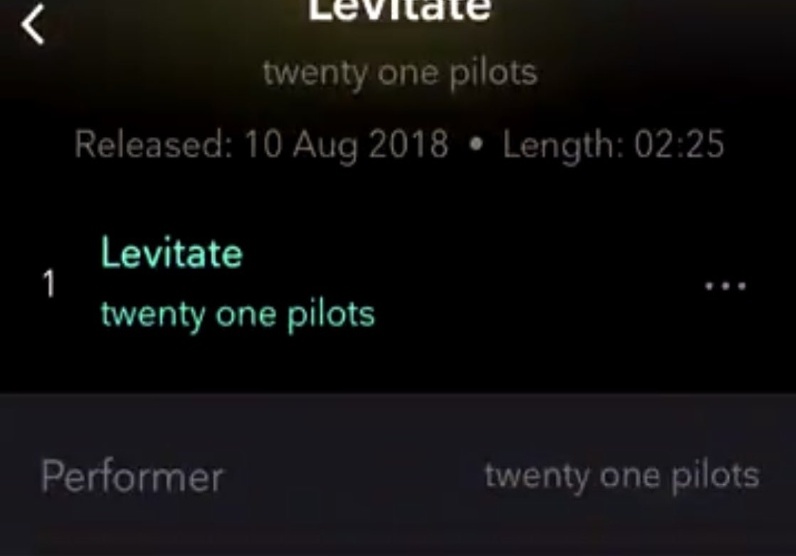 Levitate
twenty one pilots
Released: 10 Aug 2018 • Length: 02:25
1
Levitate
twenty one pilots
Performer twenty one pilots